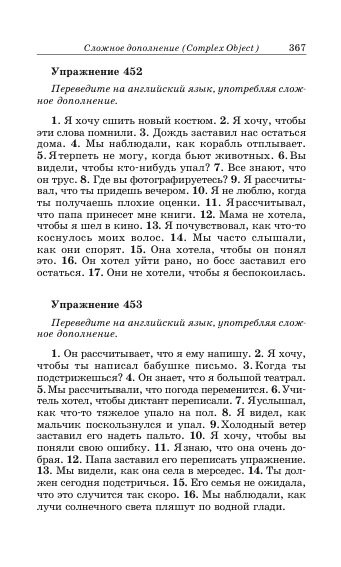 Сложное дополнение (Complex Object) 367
Упражнение 452
Переведите на английский язык, употребляя слож-
ное дополнение.
1. Я хочу сшить новый костюм. 2. Я хочу, чтобы
эти слова помнили. 3. Дождь заставил нас остаться
дома. 4. Мы наблюдали, как корабль отплывает.
5. Я терпеть не могу, когда бьют животных. 6. Вы
видели, чтобы кто-нибудь упал? 7. Все знают, что
он трус. 8. Где вы фотографируетесь? 9. Я рассчиты-
вал, что ты придешь вечером. 10. Я не люблю, когда
ты получаешь плохие оценки. 11. Я рассчитывал,
что папа принесет мне книги. 12. Мама не хотела,
чтобы я шел в кино. 13. Я почувствовал, как что-то
коснулось моих волос. 14. Мы часто слышали,
как они спорят. 15. Она хотела, чтобы он понял
это. 16. Он хотел уйти рано, но босс заставил его
остаться. 17. Они не хотели, чтобы я беспокоилась.
Упражнение 453
Переведите на английский язык, употребляя слож-
ное дополнение.
1. Он рассчитывает, что я ему напишу. 2. Я хочу,
чтобы ты написал бабушке письмо. 3. Когда ты
подстрижешься? 4. Он знает, что я большой театрал.
5. Мы рассчитывали, что погода переменится. 6. Учи-
тель хотел, чтобы диктант переписали. 7. Я услышал,
как что-то тяжелое упало на пол. 8. Я видел, как
мальчик поскользнулся и упал. 9. Холодный ветер
заставил его надеть пальто. 10. Я хочу, чтобы вы
поняли свою ошибку. 11. Я знаю, что она очень до-
брая. 12. Папа заставил его переписать упражнение.
13. Мы видели, как она села в мерседес. 14. Ты дол-
жен сегодня подстричься. 15. Его семья не ожидала,
что это случится так скоро. 16. Мы наблюдали, как
лучи солнечного света пляшут по водной глади.